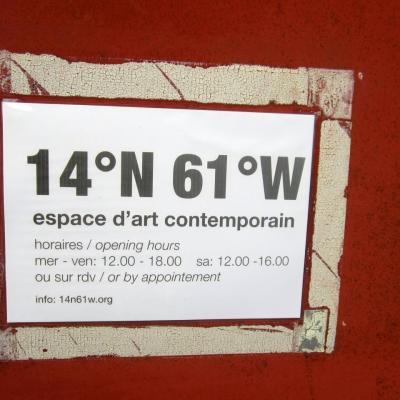 14°N 61°W
espace d'art contemporain
horaires / opening hours
mer - ven: 12.00 - 18.00 sa: 12.00 -16.00
ou sur rdv / or by appointement
info: 14n61w.org